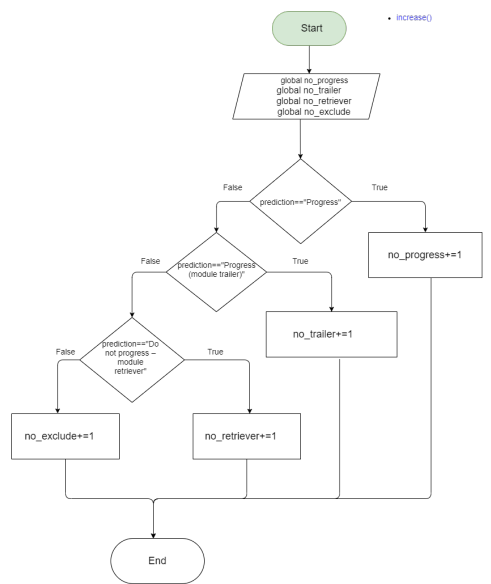 Start
increase()
global no_progress
global no_trailer
global no_retriever
global no_exclude
False
True
prediction=="Progress"
no_progress+=1
False
True
prediction=="Progress
(module trailer)"
no_trailer+=1
False
True
prediction=="Do
not progress –
module
retriever"
no_exclude+=1
no_retriever+=1
End